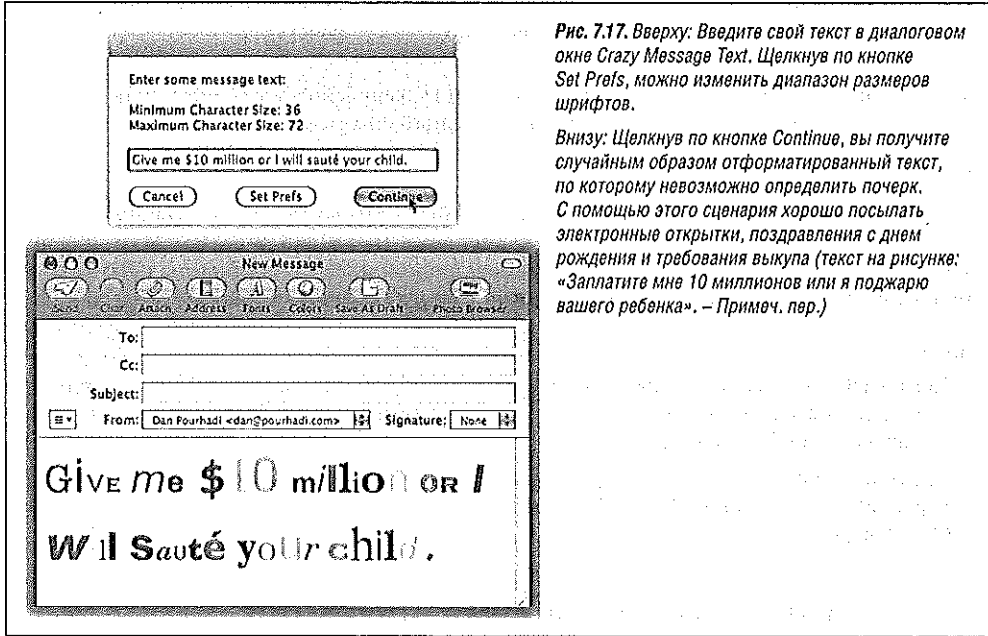 Enter some message text:
Minimum Character Size: 36
Maximum Character Size: 72
Give me $10 million or I will sauté your child.
Cancel Set Prefs Continue
New Message
Send Chat Attach Address Fonts Colors Save As Draft Photo Browser
To:
Cc:
Subject:
From: Dan Pourhadi <dan@pourhadi.com> Signature: None
Give me $10 million or I
Will Sauté your child.
Рис. 7.17. Вверху: Введите свой текст в диалоговом
окне Crazy Message Text. Щелкнув по кнопке
Set Prefs, можно изменить диапазон размеров
шрифтов.
Внизу: Щелкнув по кнопке Continue, вы получите
случайным образом отформатированный текст,
по которому невозможно определить почерк.
С помощью этого сценария хорошо посылать
электронные открытки, поздравления с днем
рождения и требования выкупа (текст на рисунке:
«Заплатите мне 10 миллионов или я поджарю
вашего ребенка». – Примеч. пер.)